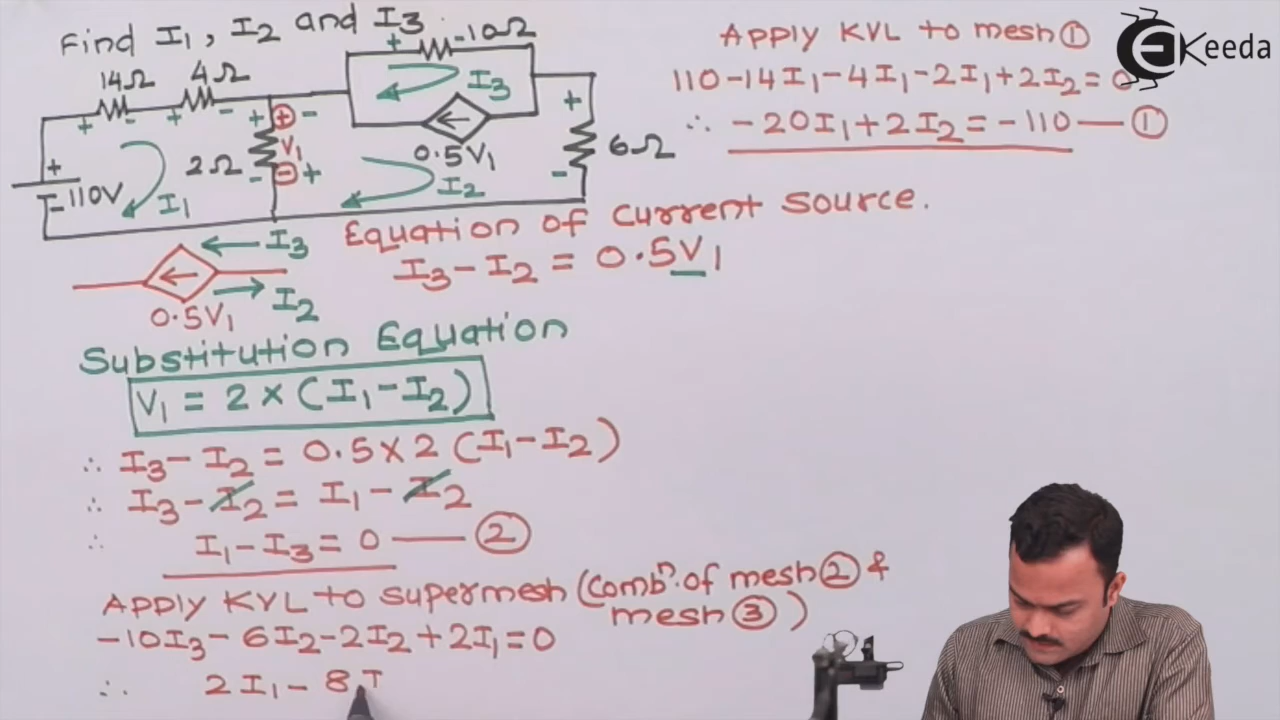 Find I1, I2 and I3
14Ω 4Ω 10Ω
I3
0.5V1
2Ω V1 6Ω
110V I1 I2
Apply KVL to mesh ①
110-14I1-4I1-2I1+2I2=0
∴ -20I1+2I2=-110 — ①
EKeeda
Equation of current source.
I3-I2=0.5V1
I3
0.5V1 I2
Substitution Equation
V1=2×(I1-I2)
∴ I3-I2=0.5×2(I1-I2)
∴ I3-I2=I1-I2
∴ I1-I3=0 — ②
Apply KVL to supermesh (combⁿ. of mesh ② &
mesh ③)
-10I3-6I2-2I2+2I1=0
∴ 2I1-8I